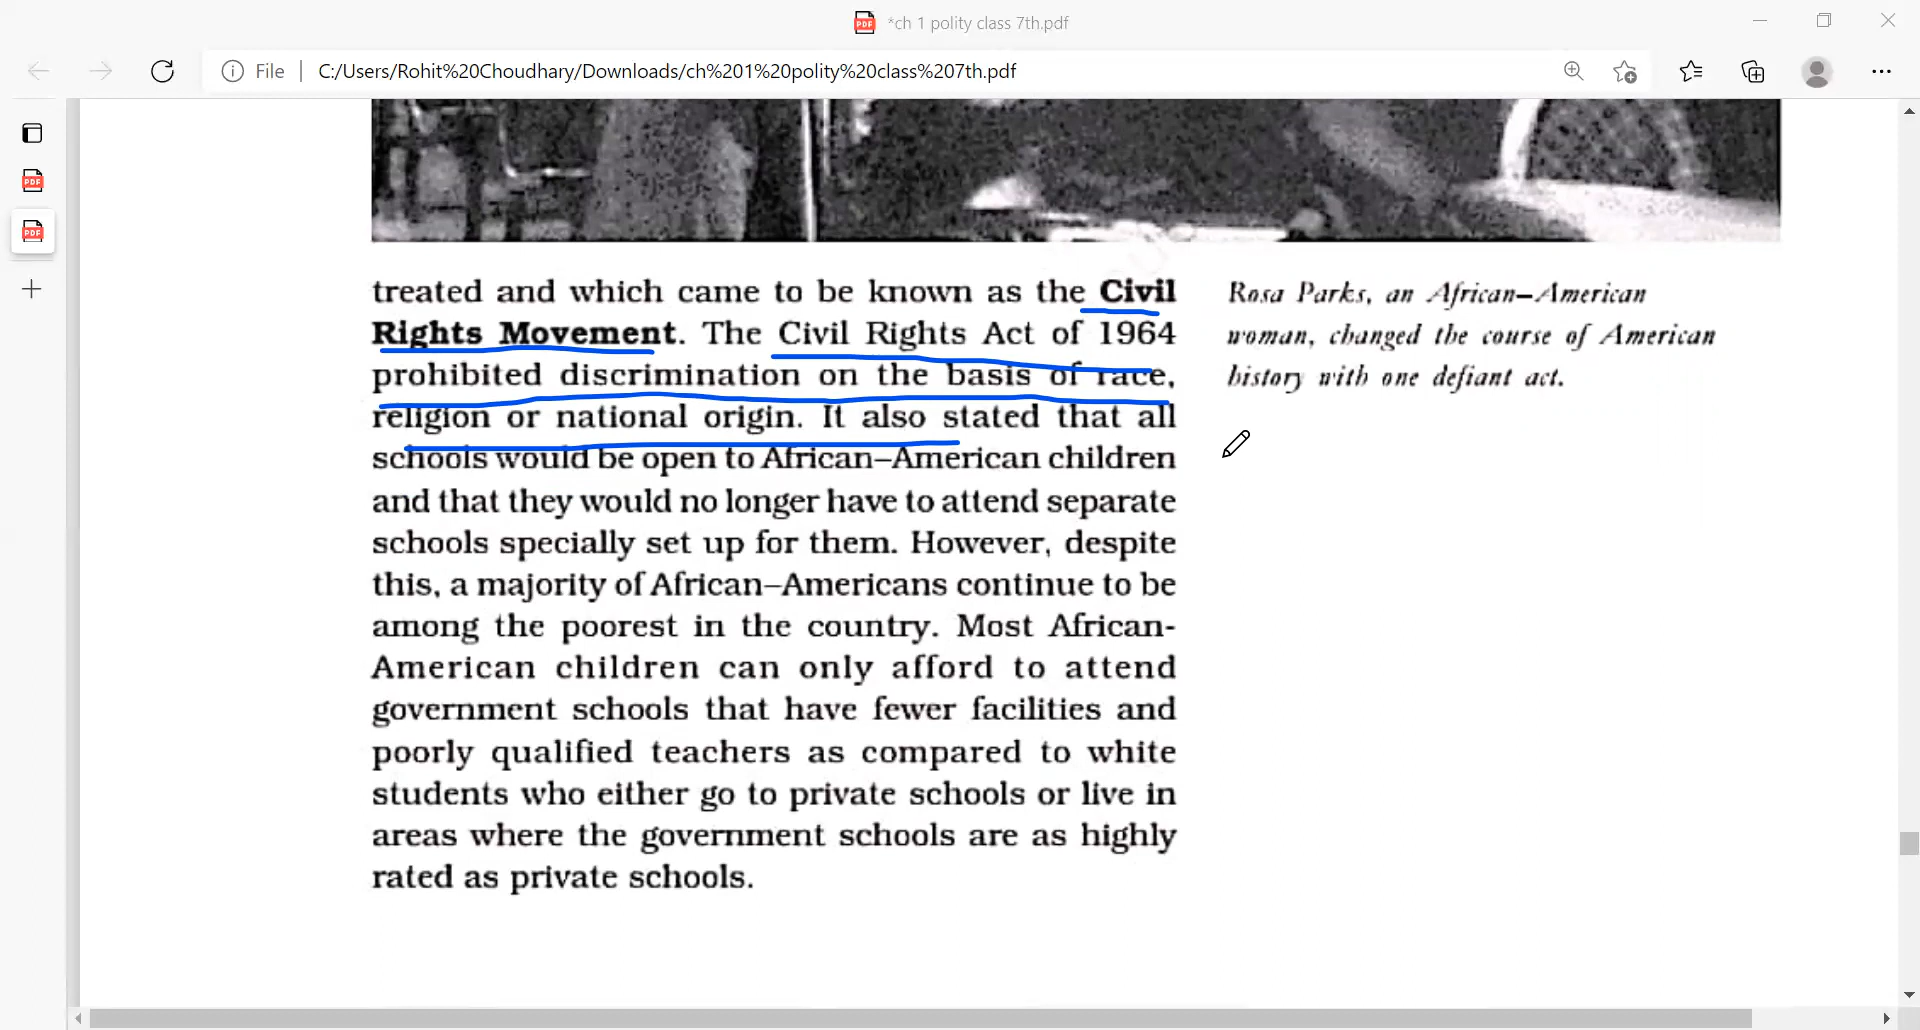 *ch 1 polity class 7th.pdf
File
C:/Users/Rohit%20Choudhary/Downloads/ch%201%20polity%20class%207th.pdf
treated and which came to be known as the Civil
Rights Movement. The Civil Rights Act of 1964
prohibited discrimination on the basis of race,
religion or national origin. It also stated that all
schools would be open to African–American children
and that they would no longer have to attend separate
schools specially set up for them. However, despite
this, a majority of African–Americans continue to be
among the poorest in the country. Most African-
American children can only afford to attend
government schools that have fewer facilities and
poorly qualified teachers as compared to white
students who either go to private schools or live in
areas where the government schools are as highly
rated as private schools.
Rosa Parks, an African–American
woman, changed the course of American
history with one defiant act.